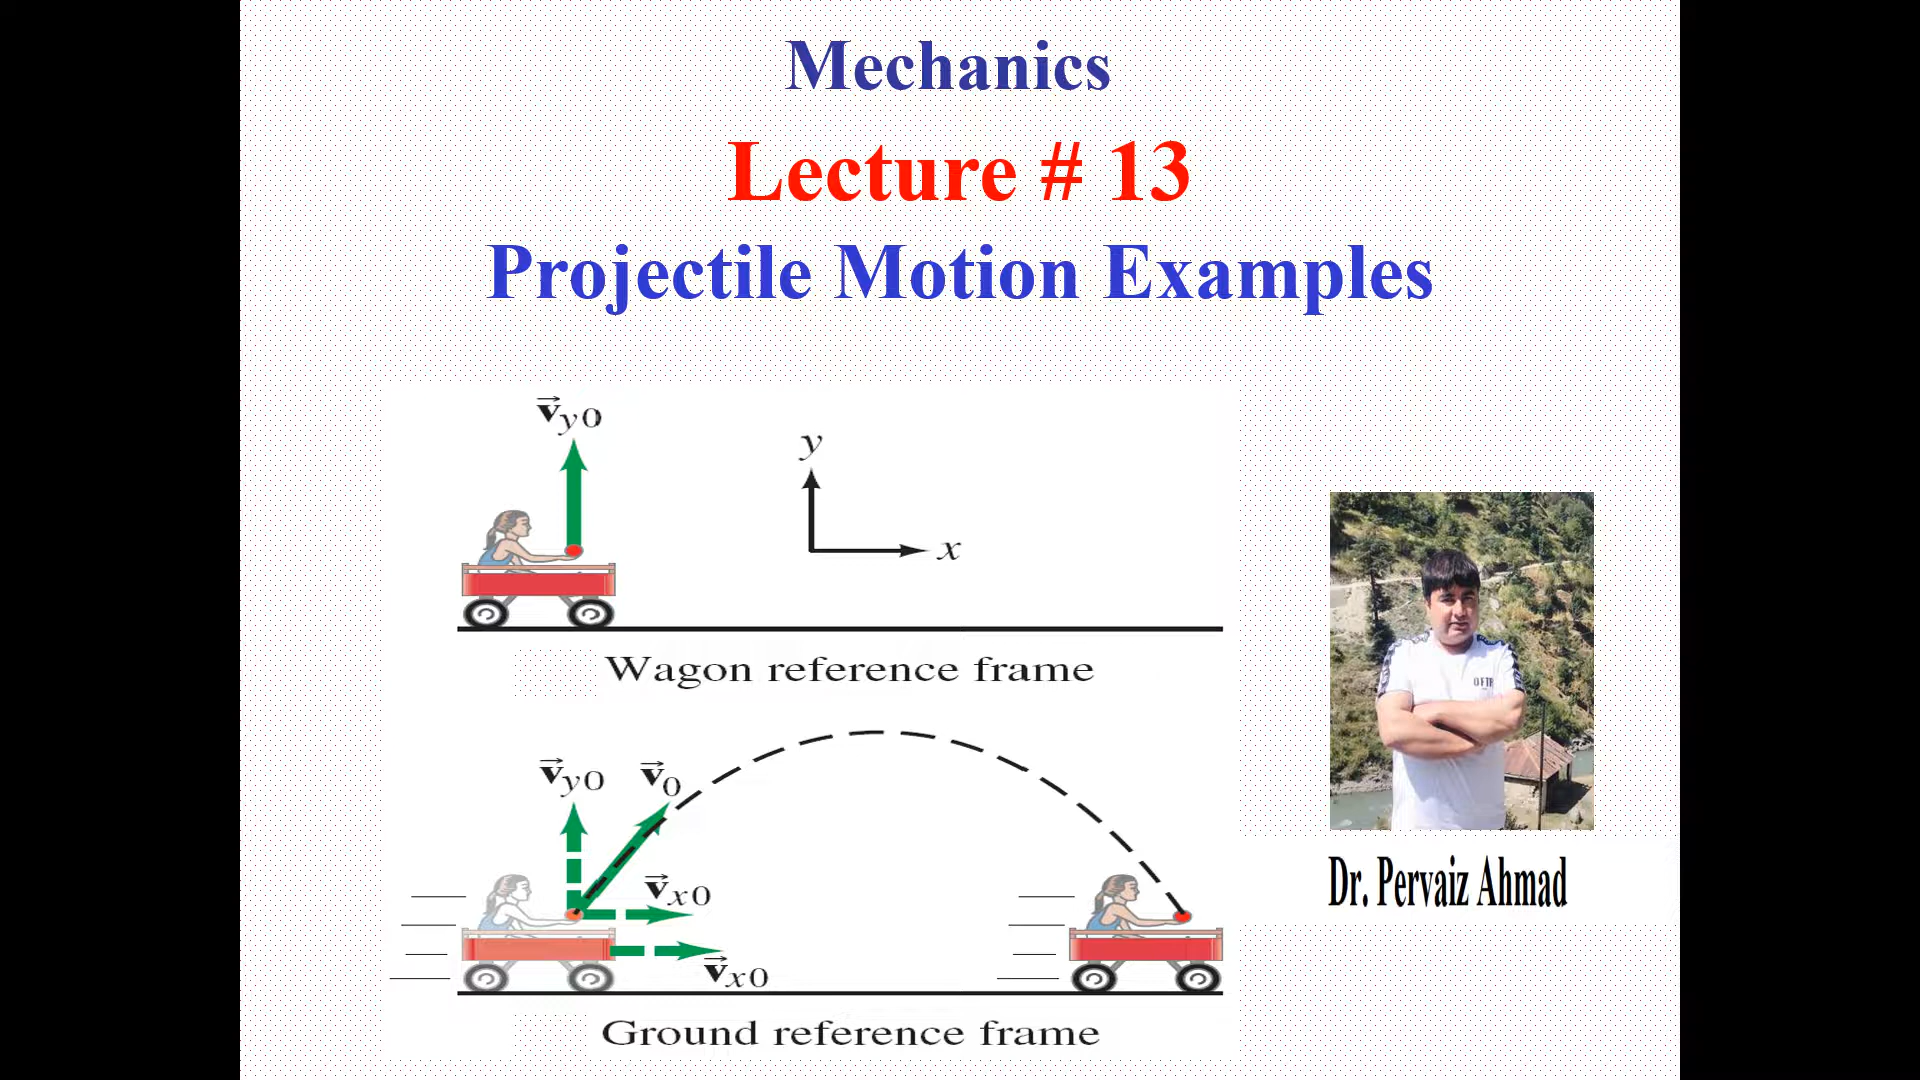 Mechanics
Lecture # 13
Projectile Motion Examples
v⃗y0
y
x
Wagon reference frame
v⃗y0 v⃗0
v⃗x0
v⃗x0
Ground reference frame
OFTR
Dr. Pervaiz Ahmad